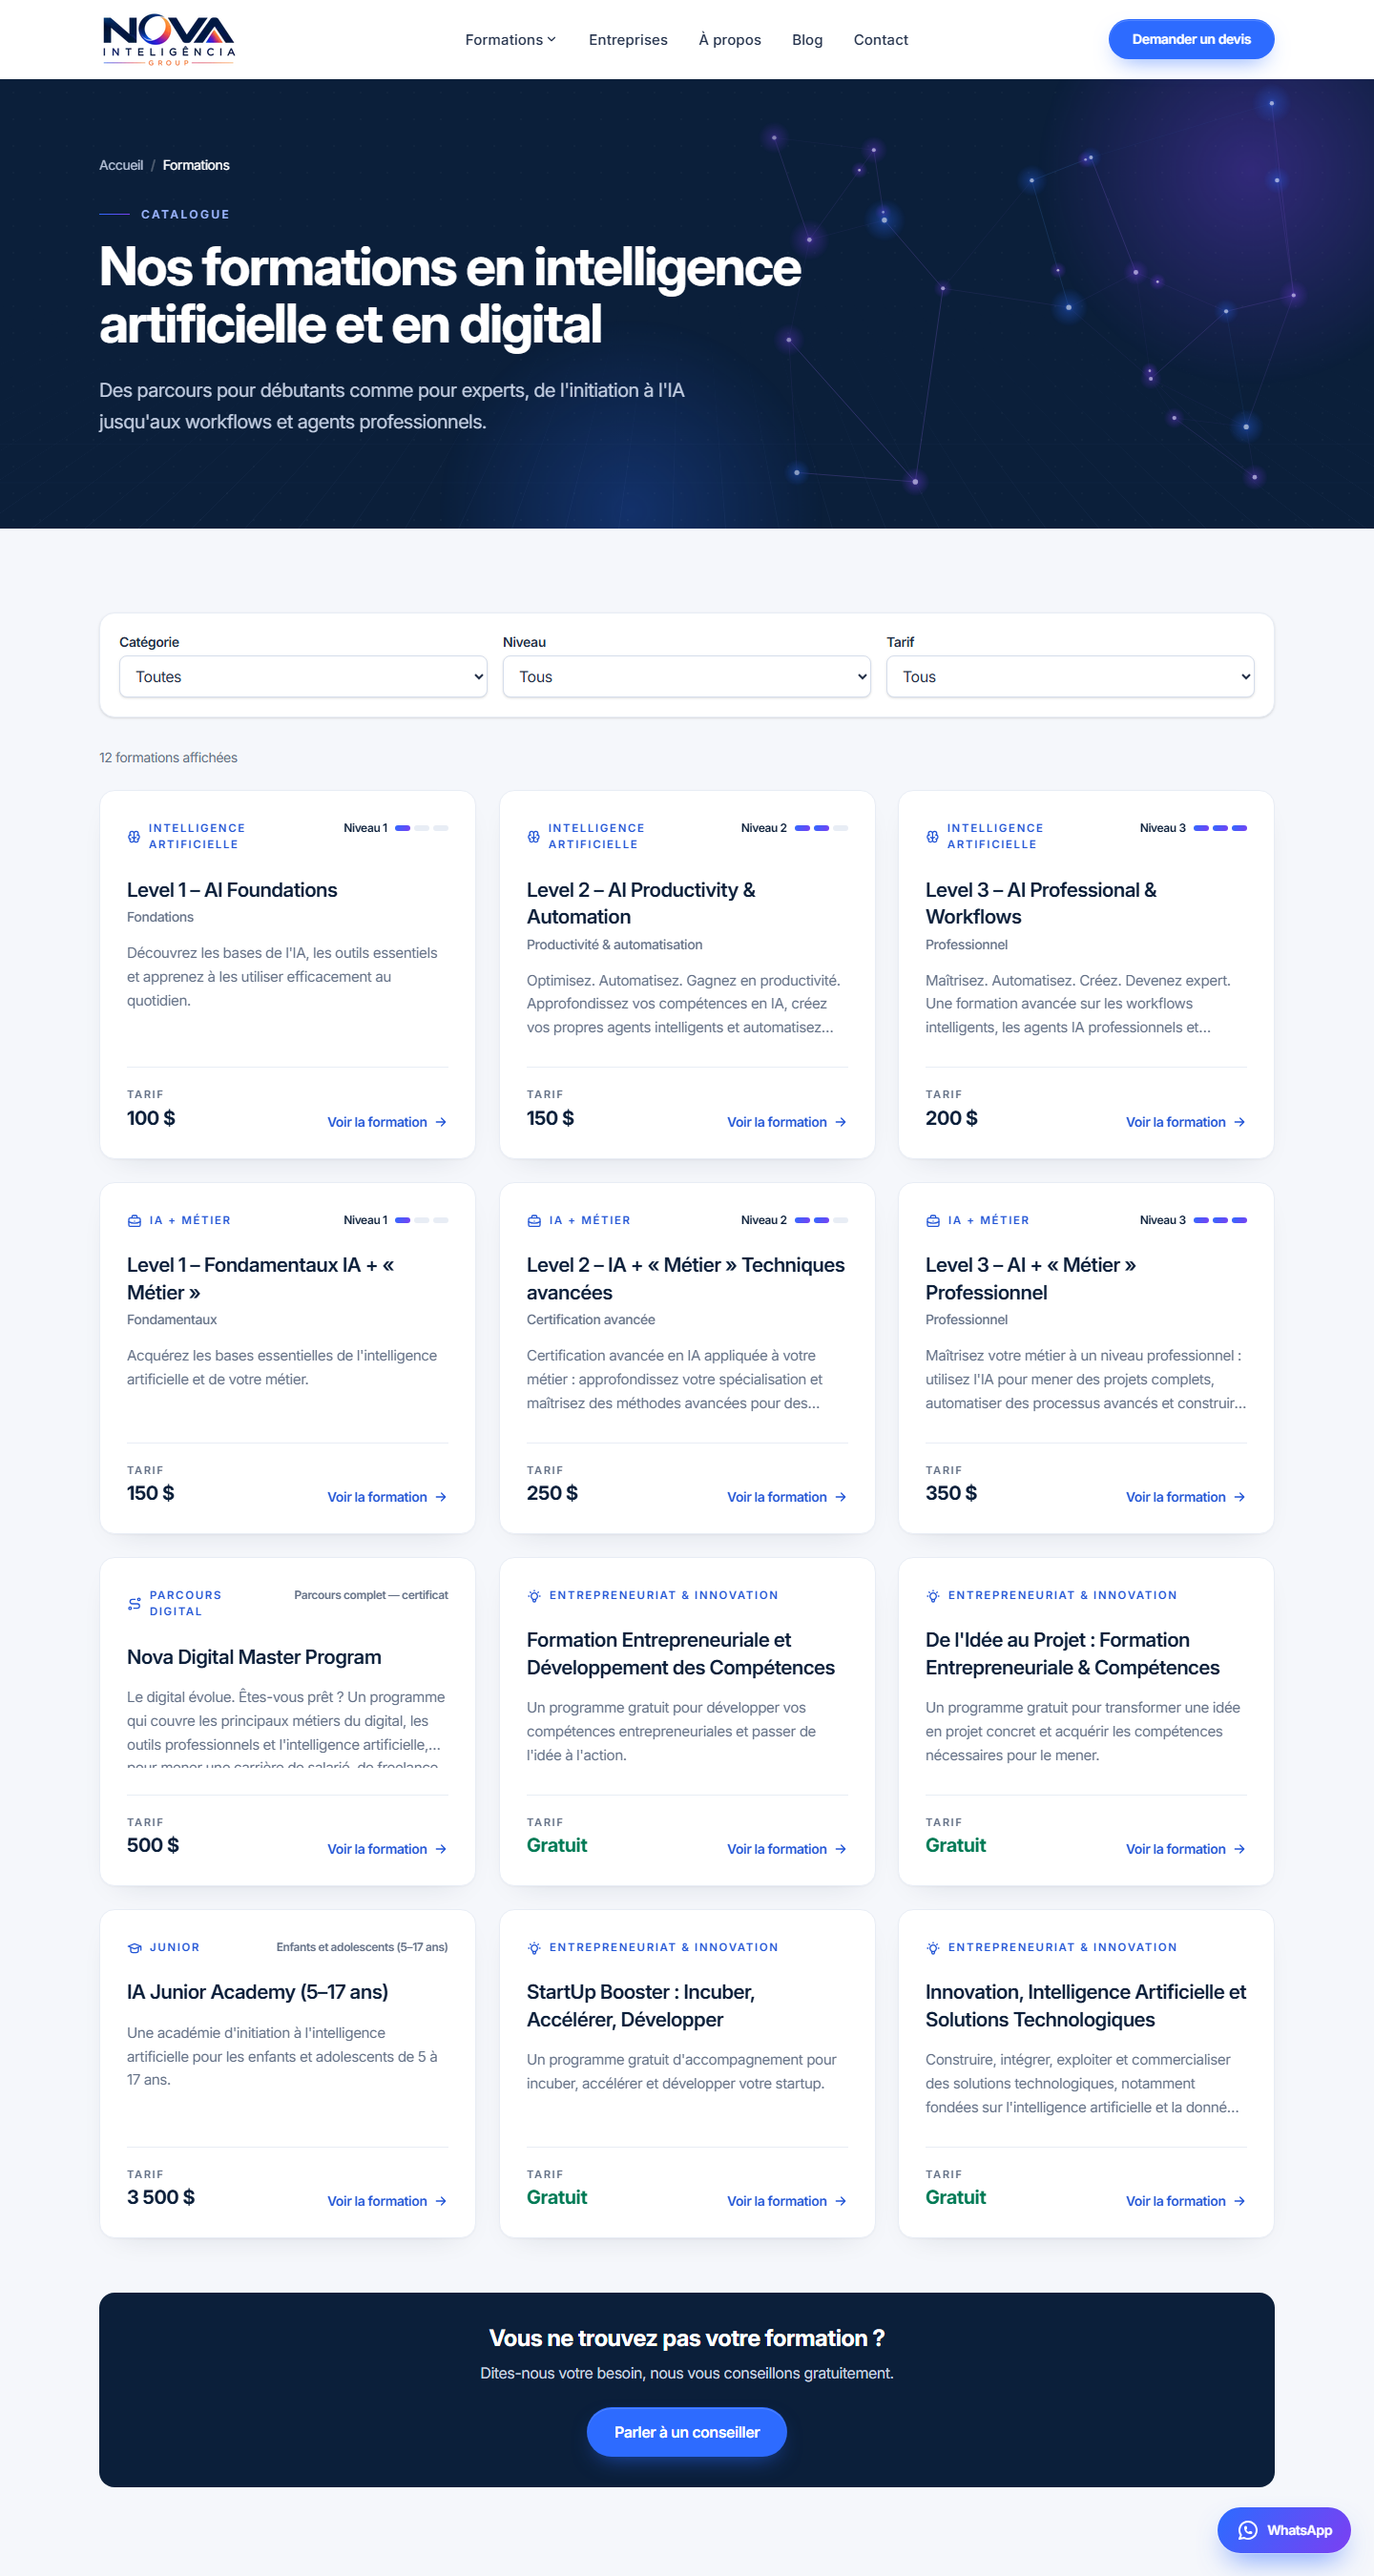 NOVA
INTELIGÊNCIA
GROUP
Formations
Entreprises
À propos
Blog
Contact
Demander un devis
Accueil / Formations
CATALOGUE
Nos formations en intelligence
artificielle et en digital
Des parcours pour débutants comme pour experts, de l'initiation à l'IA
jusqu'aux workflows et agents professionnels.
Catégorie
Toutes
Niveau
Tous
Tarif
Tous
12 formations affichées
INTELLIGENCE
ARTIFICIELLE
Niveau 1
Level 1 – AI Foundations
Fondations
Découvrez les bases de l'IA, les outils essentiels
et apprenez à les utiliser efficacement au
quotidien.
TARIF
100 $
Voir la formation →
INTELLIGENCE
ARTIFICIELLE
Niveau 2
Level 2 – AI Productivity &
Automation
Productivité & automatisation
Optimisez. Automatisez. Gagnez en productivité.
Approfondissez vos compétences en IA, créez
vos propres agents intelligents et automatisez…
TARIF
150 $
Voir la formation →
INTELLIGENCE
ARTIFICIELLE
Niveau 3
Level 3 – AI Professional &
Workflows
Professionnel
Maîtrisez. Automatisez. Créez. Devenez expert.
Une formation avancée sur les workflows
intelligents, les agents IA professionnels et…
TARIF
200 $
Voir la formation →
IA + MÉTIER
Niveau 1
Level 1 – Fondamentaux IA + «
Métier »
Fondamentaux
Acquérez les bases essentielles de l'intelligence
artificielle et de votre métier.
TARIF
150 $
Voir la formation →
IA + MÉTIER
Niveau 2
Level 2 – IA + « Métier » Techniques
avancées
Certification avancée
Certification avancée en IA appliquée à votre
métier : approfondissez votre spécialisation et
maîtrisez des méthodes avancées pour des…
TARIF
250 $
Voir la formation →
IA + MÉTIER
Niveau 3
Level 3 – AI + « Métier »
Professionnel
Professionnel
Maîtrisez votre métier à un niveau professionnel :
utilisez l'IA pour mener des projets complets,
automatiser des processus avancés et construir…
TARIF
350 $
Voir la formation →
PARCOURS
DIGITAL
Parcours complet — certificat
Nova Digital Master Program
Le digital évolue. Êtes-vous prêt ? Un programme
qui couvre les principaux métiers du digital, les
outils professionnels et l'intelligence artificielle,…
pour mener une carrière de salarié, de freelance
TARIF
500 $
Voir la formation →
ENTREPRENEURIAT & INNOVATION
Formation Entrepreneuriale et
Développement des Compétences
Un programme gratuit pour développer vos
compétences entrepreneuriales et passer de
l'idée à l'action.
TARIF
Gratuit
Voir la formation →
ENTREPRENEURIAT & INNOVATION
De l'Idée au Projet : Formation
Entrepreneuriale & Compétences
Un programme gratuit pour transformer une idée
en projet concret et acquérir les compétences
nécessaires pour le mener.
TARIF
Gratuit
Voir la formation →
JUNIOR
Enfants et adolescents (5–17 ans)
IA Junior Academy (5–17 ans)
Une académie d'initiation à l'intelligence
artificielle pour les enfants et adolescents de 5 à
17 ans.
TARIF
3 500 $
Voir la formation →
ENTREPRENEURIAT & INNOVATION
StartUp Booster : Incuber,
Accélérer, Développer
Un programme gratuit d'accompagnement pour
incuber, accélérer et développer votre startup.
TARIF
Gratuit
Voir la formation →
ENTREPRENEURIAT & INNOVATION
Innovation, Intelligence Artificielle et
Solutions Technologiques
Construire, intégrer, exploiter et commercialiser
des solutions technologiques, notamment
fondées sur l'intelligence artificielle et la donné…
TARIF
Gratuit
Voir la formation →
Vous ne trouvez pas votre formation ?
Dites-nous votre besoin, nous vous conseillons gratuitement.
Parler à un conseiller
WhatsApp